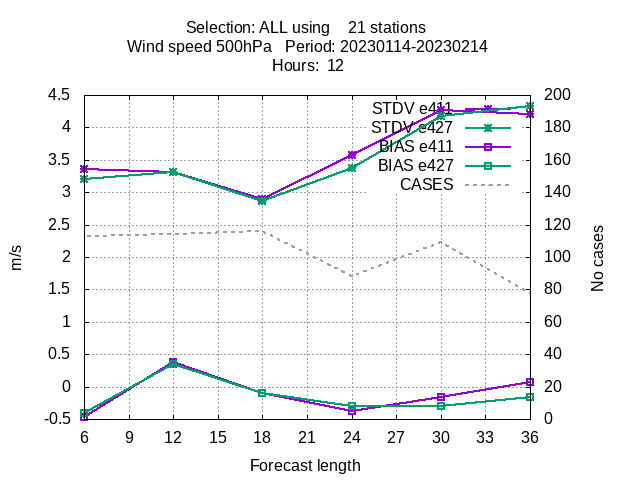 Selection: ALL using 21 stations
Wind speed 500hPa Period: 20230114-20230214
Hours: 12
4.5
4
3.5
3
2.5
2
1.5
1
0.5
0
-0.5
200
180
160
140
120
100
80
60
40
20
0
STDV e411
STDV e427
BIAS e411
BIAS e427
CASES
m/s
No cases
6 9 12 15 18 21 24 27 30 33 36
Forecast length